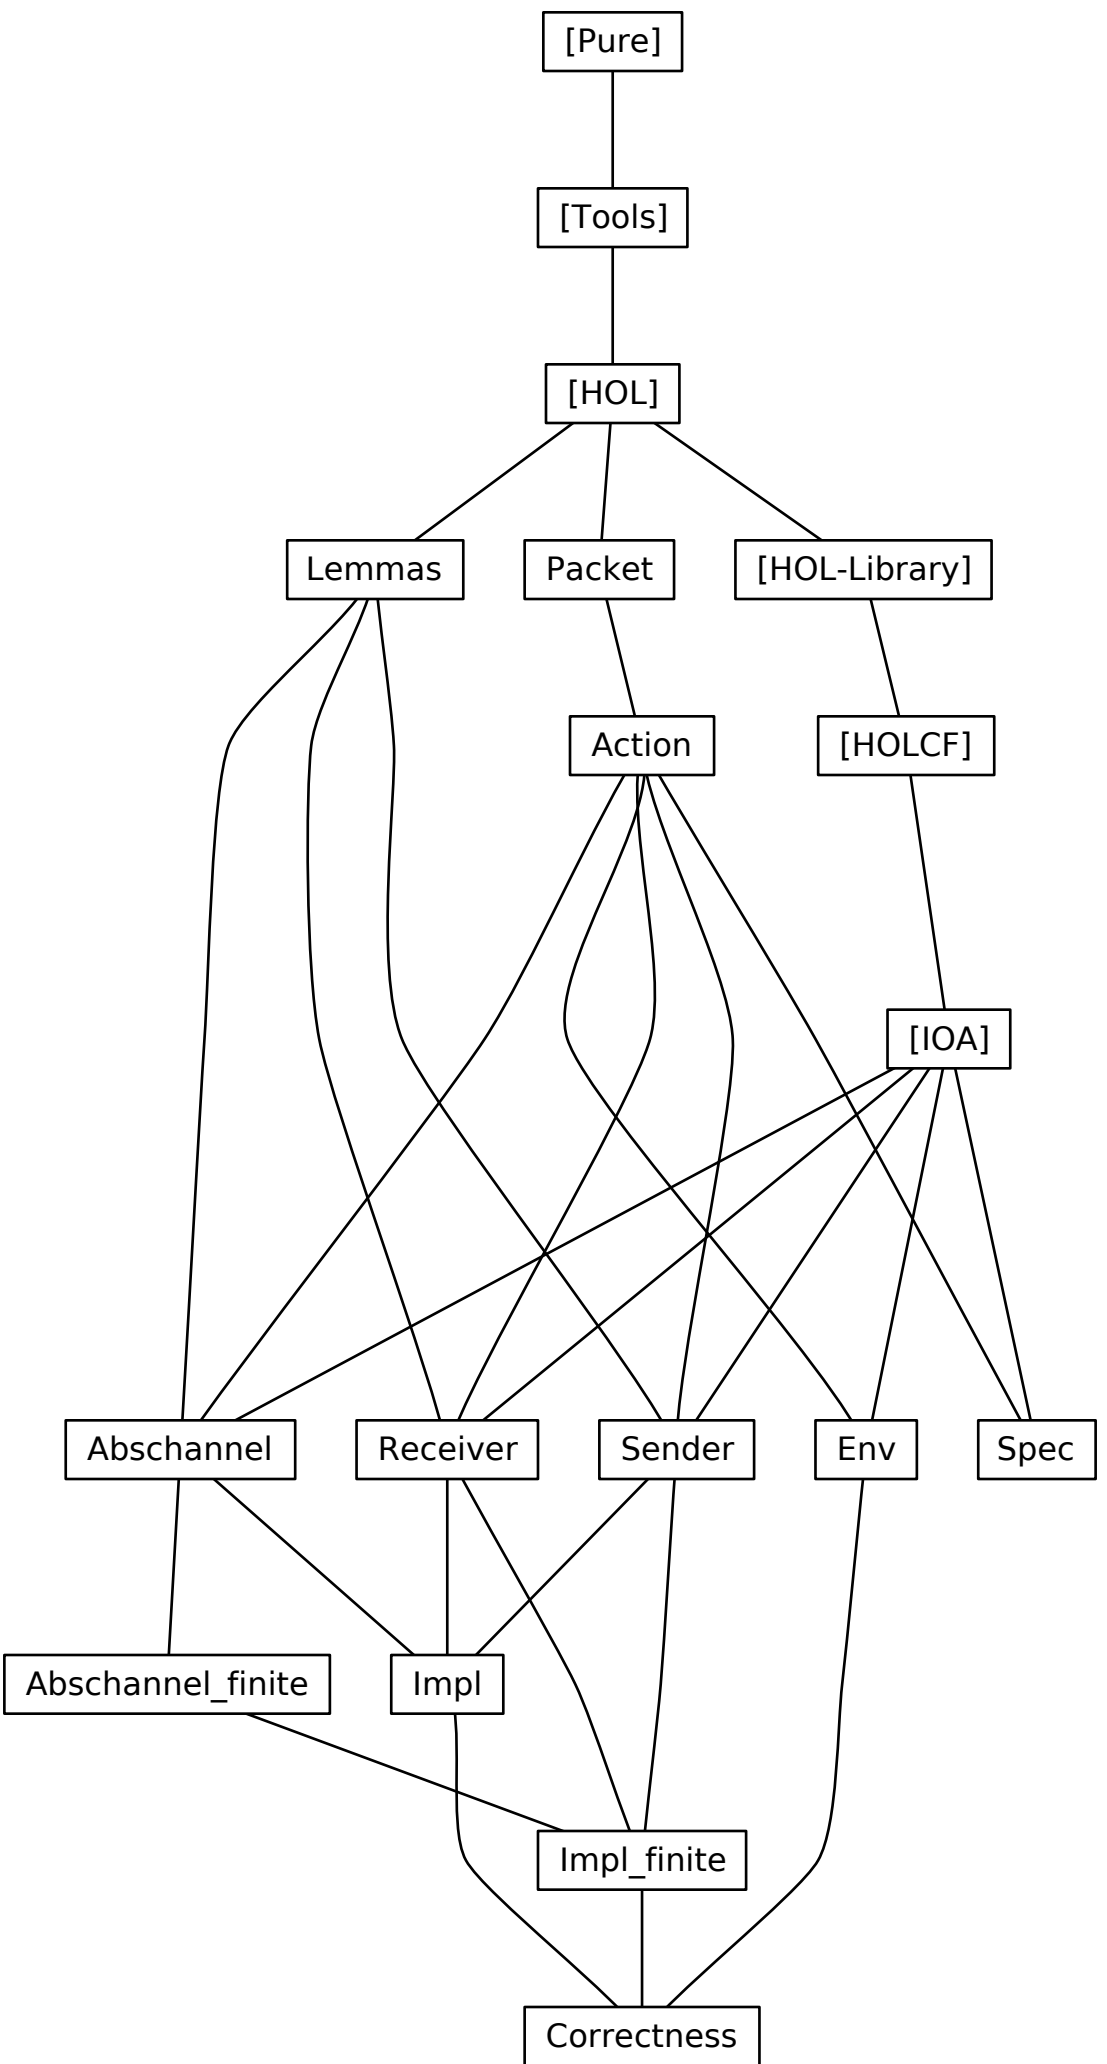 [Pure]
[Tools]
[HOL]
Lemmas
Packet
[HOL-Library]
Action
[HOLCF]
[IOA]
Abschannel
Receiver
Sender
Env
Spec
Abschannel_finite
Impl
Impl_finite
Correctness